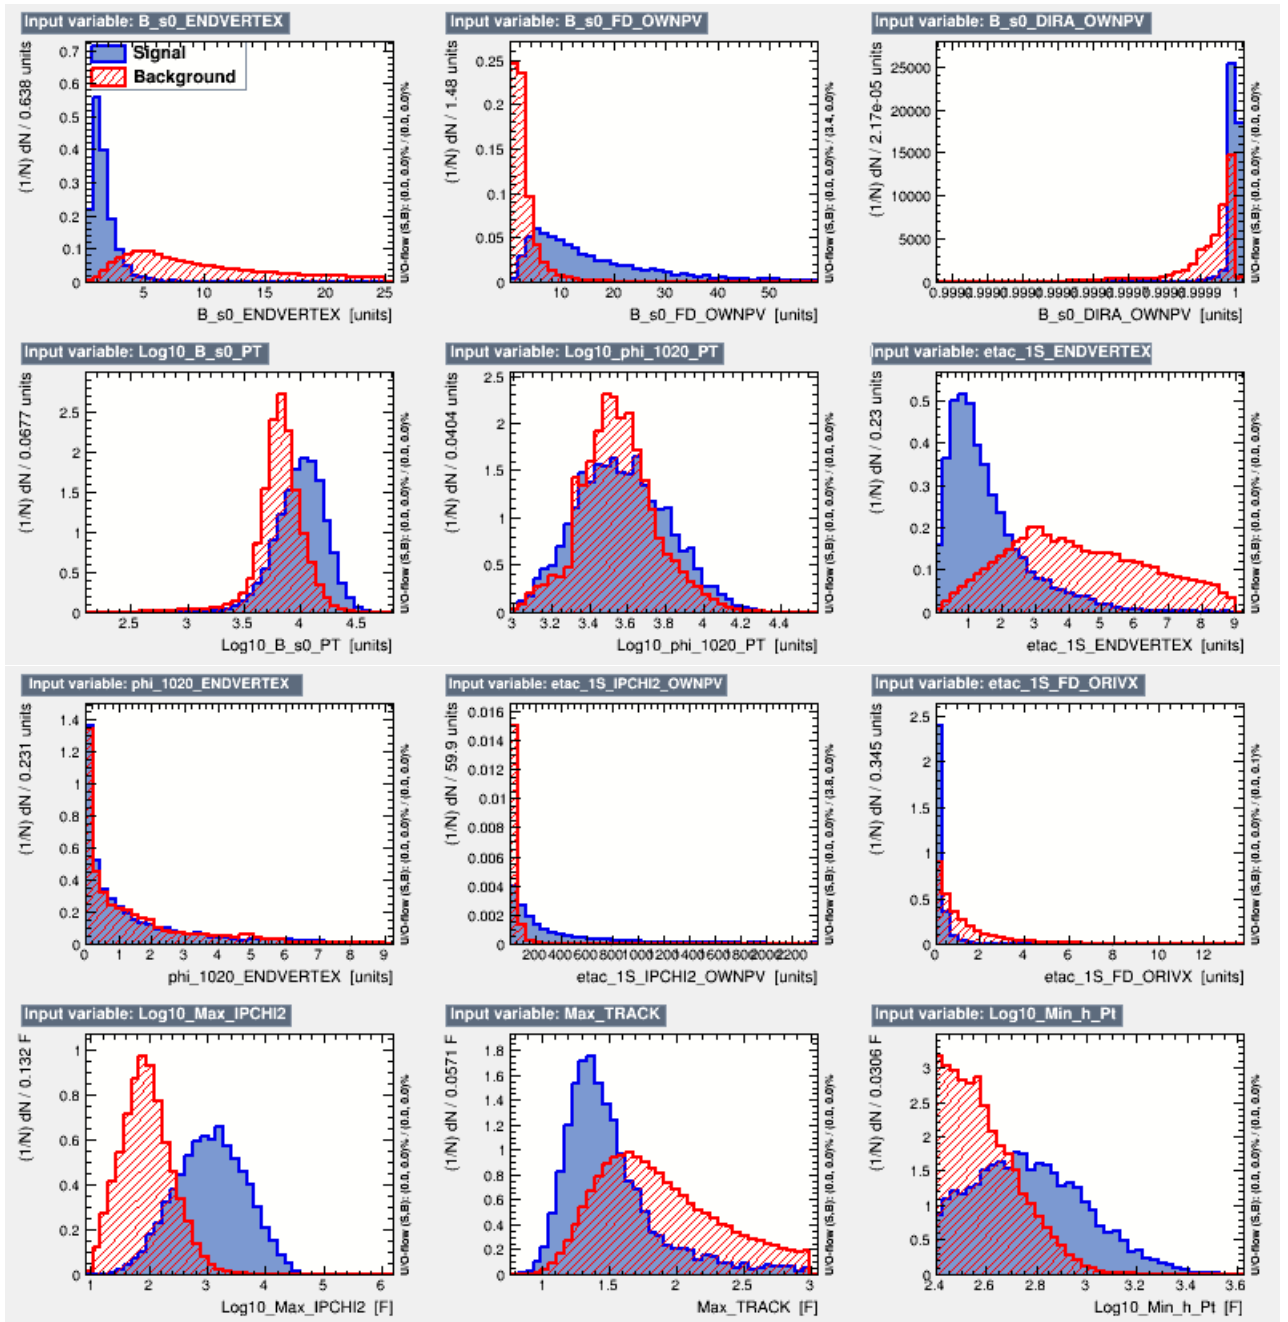 Input variable: B_s0_ENDVERTEX
Signal
Background
(1/N) dN / 0.638 units
0.7
0.6
0.5
0.4
0.3
0.2
0.1
0
5 10 15 20 25
B_s0_ENDVERTEX [units]
U/O-flow (S,B): (0.0, 0.0)% / (0.0, 0.0)%
Input variable: B_s0_FD_OWNPV
(1/N) dN / 1.48 units
0.25
0.2
0.15
0.1
0.05
0
10 20 30 40 50
B_s0_FD_OWNPV [units]
U/O-flow (S,B): (0.0, 0.0)% / (3.4, 0.0)%
Input variable: B_s0_DIRA_OWNPV
(1/N) dN / 2.17e-05 units
25000
20000
15000
10000
5000
0
0.9999 1
B_s0_DIRA_OWNPV [units]
U/O-flow (S,B): (0.0, 0.0)% / (0.0, 0.0)%
Input variable: Log10_B_s0_PT
(1/N) dN / 0.0677 units
2.5
2
1.5
1
0.5
0
2.5 3 3.5 4 4.5
Log10_B_s0_PT [units]
U/O-flow (S,B): (0.0, 0.0)% / (0.0, 0.0)%
Input variable: Log10_phi_1020_PT
(1/N) dN / 0.0404 units
2.5
2
1.5
1
0.5
0
3 3.2 3.4 3.6 3.8 4 4.2 4.4
Log10_phi_1020_PT [units]
U/O-flow (S,B): (0.0, 0.0)% / (0.0, 0.0)%
Input variable: etac_1S_ENDVERTEX
(1/N) dN / 0.23 units
0.5
0.4
0.3
0.2
0.1
0
1 2 3 4 5 6 7 8 9
etac_1S_ENDVERTEX [units]
U/O-flow (S,B): (0.0, 0.0)% / (0.0, 0.0)%
Input variable: phi_1020_ENDVERTEX
(1/N) dN / 0.231 units
1.4
1.2
1
0.8
0.6
0.4
0.2
0
0 1 2 3 4 5 6 7 8 9
phi_1020_ENDVERTEX [units]
U/O-flow (S,B): (0.0, 0.0)% / (0.0, 0.0)%
Input variable: etac_1S_IPCHI2_OWNPV
(1/N) dN / 59.9 units
0.016
0.014
0.012
0.01
0.008
0.006
0.004
0.002
0
200 400 600 800 1000 1200 1400 1600 1800 2000 2200
etac_1S_IPCHI2_OWNPV [units]
U/O-flow (S,B): (0.0, 0.0)% / (3.8, 0.0)%
Input variable: etac_1S_FD_ORIVX
(1/N) dN / 0.345 units
2.5
2
1.5
1
0.5
0
0 2 4 6 8 10 12
etac_1S_FD_ORIVX [units]
U/O-flow (S,B): (0.0, 0.0)% / (0.0, 0.1)%
Input variable: Log10_Max_IPCHI2
(1/N) dN / 0.132 F
1
0.8
0.6
0.4
0.2
0
1 2 3 4 5 6
Log10_Max_IPCHI2 [F]
U/O-flow (S,B): (0.0, 0.0)% / (0.0, 0.0)%
Input variable: Max_TRACK
(1/N) dN / 0.0571 F
1.8
1.6
1.4
1.2
1
0.8
0.6
0.4
0.2
0
1 1.5 2 2.5 3
Max_TRACK [F]
U/O-flow (S,B): (0.0, 0.0)% / (0.0, 0.0)%
Input variable: Log10_Min_h_Pt
(1/N) dN / 0.0306 F
3
2.5
2
1.5
1
0.5
0
2.4 2.6 2.8 3 3.2 3.4 3.6
Log10_Min_h_Pt [F]
U/O-flow (S,B): (0.0, 0.0)% / (0.0, 0.0)%